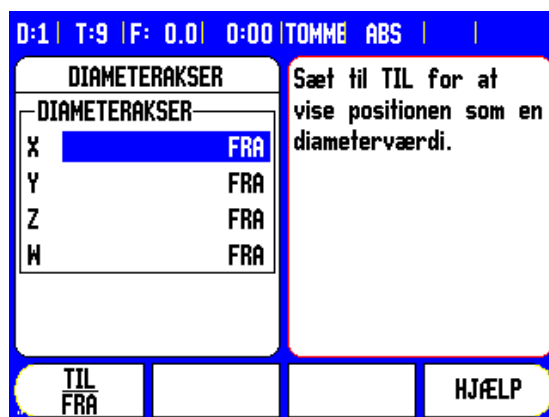 D:1 | T:9 | F: 0.0 | 0:00 | TOMME ABS | |
DIAMETERAKSER
DIAMETERAKSER
X FRA
Y FRA
Z FRA
W FRA
Sæt til TIL for at
vise positionen som en
diameterværdi.
TIL
FRA
HJÆLP